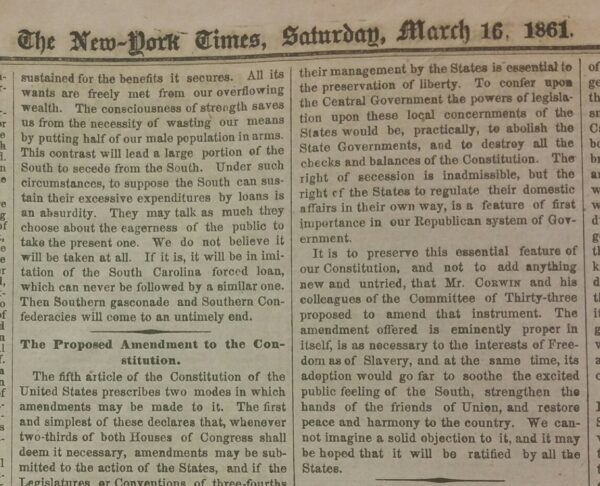 The New-York Times, Saturday, March 16, 1861.
sustained for the benefits it secures. All its
wants are freely met from our overflowing
wealth. The consciousness of strength saves
us from the necessity of wasting our means
by putting half of our male population in arms.
This contrast will lead a large portion of the
South to secede from the South. Under such
circumstances, to suppose the South can sus-
tain their excessive expenditures by loans is
an absurdity. They may talk as much they
choose about the eagerness of the public to
take the present one. We do not believe it
will be taken at all. If it is, it will be in imi-
tation of the South Carolina forced loan,
which can never be followed by a similar one.
Then Southern gasconade and Southern Con-
federacies will come to an untimely end.
The Proposed Amendment to the Con-
stitution.
The fifth article of the Constitution of the
United States prescribes two modes in which
amendments may be made to it. The first
and simplest of these declares that, whenever
two-thirds of both Houses of Congress shall
deem it necessary, amendments may be sub-
mitted to the action of the States, and if the
Legislatures or Conventions of three-fourths
their management by the States is essential to
the preservation of liberty. To confer upon
the Central Government the powers of legisla-
tion upon these local concernments of the
States would be, practically, to abolish the
State Governments, and to destroy all the
checks and balances of the Constitution. The
right of secession is inadmissible, but the
right of the States to regulate their domestic
affairs in their own way, is a feature of first
importance in our Republican system of Gov-
ernment.
It is to preserve this essential feature of
our Constitution, and not to add anything
new and untried, that Mr. CORWIN and his
colleagues of the Committee of Thirty-three
proposed to amend that instrument. The
amendment offered is eminently proper in
itself, is as necessary to the interests of Free-
dom as of Slavery, and at the same time, its
adoption would go far to soothe the excited
public feeling of the South, strengthen the
hands of the friends of Union, and restore
peace and harmony to the country. We can-
not imagine a solid objection to it, and it may
be hoped that it will be ratified by all the
States.